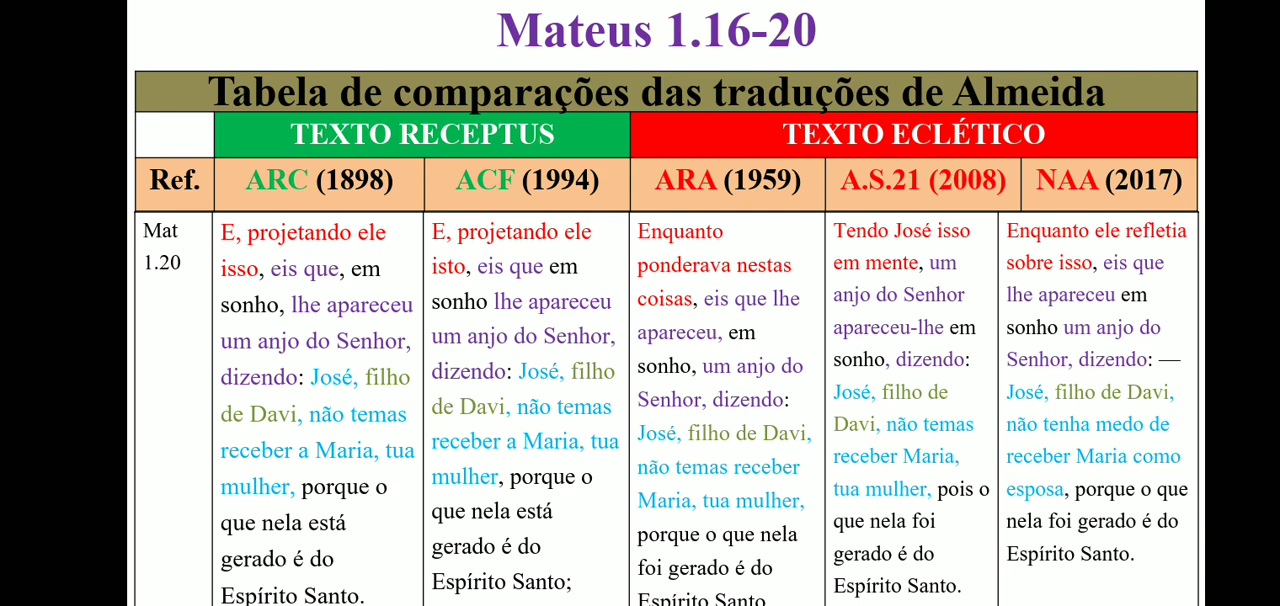 Mateus 1.16-20
Tabela de comparações das traduções de Almeida
TEXTO RECEPTUS
TEXTO ECLÉTICO
Ref.
ARC (1898)
ACF (1994)
ARA (1959)
A.S.21 (2008)
NAA (2017)
Mat
1.20
E, projetando ele
isso, eis que, em
sonho, lhe apareceu
um anjo do Senhor,
dizendo: José, filho
de Davi, não temas
receber a Maria, tua
mulher, porque o
que nela está
gerado é do
Espírito Santo.
E, projetando ele
isto, eis que em
sonho lhe apareceu
um anjo do Senhor,
dizendo: José, filho
de Davi, não temas
receber a Maria, tua
mulher, porque o
que nela está
gerado é do
Espírito Santo;
Enquanto
ponderava nestas
coisas, eis que lhe
apareceu, em
sonho, um anjo do
Senhor, dizendo:
José, filho de Davi,
não temas receber
Maria, tua mulher,
porque o que nela
foi gerado é do
Espírito Santo
Tendo José isso
em mente, um
anjo do Senhor
apareceu-lhe em
sonho, dizendo:
José, filho de
Davi, não temas
receber Maria,
tua mulher, pois o
que nela foi
gerado é do
Espírito Santo.
Enquanto ele refletia
sobre isso, eis que
lhe apareceu em
sonho um anjo do
Senhor, dizendo: —
José, filho de Davi,
não tenha medo de
receber Maria como
esposa, porque o que
nela foi gerado é do
Espírito Santo.